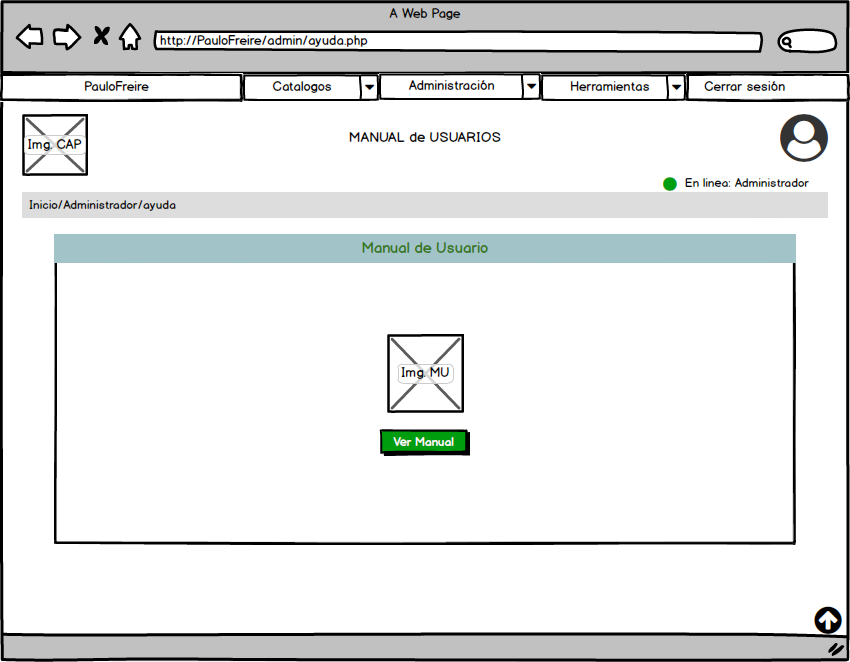 A Web Page
http://PauloFreire/admin/ayuda.php
PauloFreire Catalogos Administración Herramientas Cerrar sesión
Img. CAP
MANUAL de USUARIOS
En linea: Administrador
Inicio/Administrador/ayuda
Manual de Usuario
Img. MU
Ver Manual